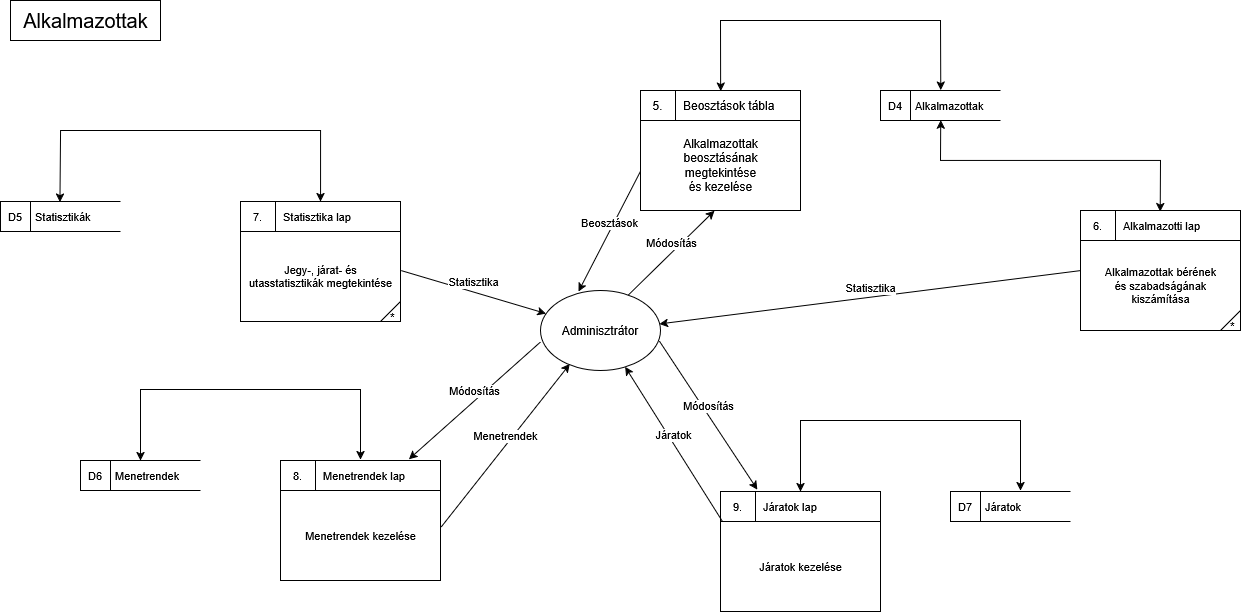 Alkalmazottak
5.
Beosztások tábla
Alkalmazottak
beosztásának
megtekintése
és kezelése
D4
Alkalmazottak
D5
Statisztikák
7.
Statisztika lap
Jegy-, járat- és
utasstatisztikák megtekintése
*
6.
Alkalmazotti lap
Alkalmazottak bérének
és szabadságának
kiszámítása
*
Beosztások
Módosítás
Statisztika
Statisztika
Adminisztrátor
Módosítás
Menetrendek
Módosítás
Járatok
D6
Menetrendek
8.
Menetrendek lap
Menetrendek kezelése
9.
Járatok lap
Járatok kezelése
D7
Járatok